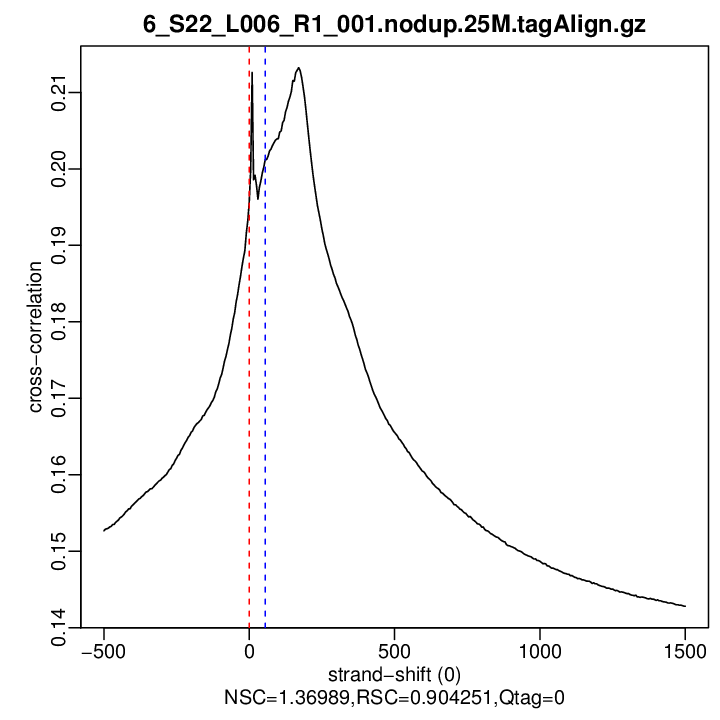 6_S22_L006_R1_001.nodup.25M.tagAlign.gz
cross−correlation
0.21
0.20
0.19
0.18
0.17
0.16
0.15
0.14
−500 0 500 1000 1500
strand−shift (0)
NSC=1.36989,RSC=0.904251,Qtag=0